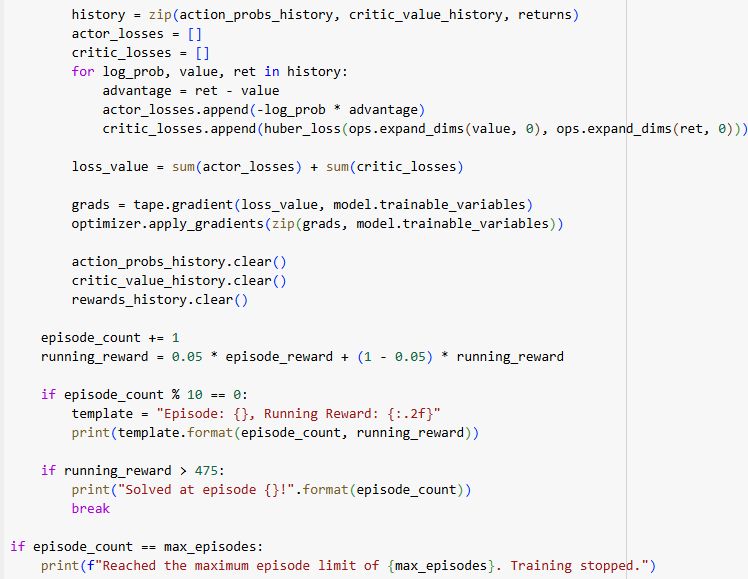 history = zip(action_probs_history, critic_value_history, returns)
        actor_losses = []
        critic_losses = []
        for log_prob, value, ret in history:
            advantage = ret - value
            actor_losses.append(-log_prob * advantage)
            critic_losses.append(huber_loss(ops.expand_dims(value, 0), ops.expand_dims(ret, 0)))

        loss_value = sum(actor_losses) + sum(critic_losses)

        grads = tape.gradient(loss_value, model.trainable_variables)
        optimizer.apply_gradients(zip(grads, model.trainable_variables))

        action_probs_history.clear()
        critic_value_history.clear()
        rewards_history.clear()

    episode_count += 1
    running_reward = 0.05 * episode_reward + (1 - 0.05) * running_reward

    if episode_count % 10 == 0:
        template = "Episode: {}, Running Reward: {:.2f}"
        print(template.format(episode_count, running_reward))

    if running_reward > 475:
        print("Solved at episode {}!".format(episode_count))
        break

if episode_count == max_episodes:
    print(f"Reached the maximum episode limit of {max_episodes}. Training stopped.")